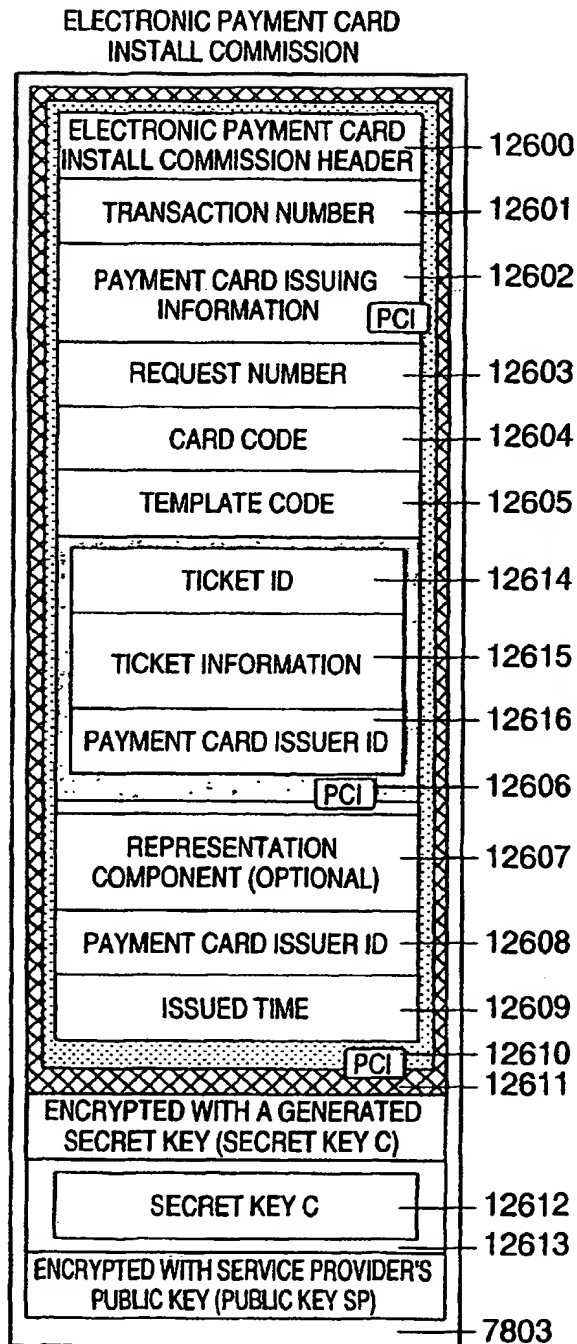 ELECTRONIC PAYMENT CARD
INSTALL COMMISSION
ELECTRONIC PAYMENT CARD
INSTALL COMMISSION HEADER
12600
TRANSACTION NUMBER
12601
PAYMENT CARD ISSUING
INFORMATION
12602
PCI
REQUEST NUMBER
12603
CARD CODE
12604
TEMPLATE CODE
12605
TICKET ID
12614
TICKET INFORMATION
12615
12616
PAYMENT CARD ISSUER ID
PCI
12606
REPRESENTATION
COMPONENT (OPTIONAL)
12607
PAYMENT CARD ISSUER ID
12608
ISSUED TIME
12609
PCI
12610
12611
ENCRYPTED WITH A GENERATED
SECRET KEY (SECRET KEY C)
SECRET KEY C
12612
12613
ENCRYPTED WITH SERVICE PROVIDER'S
PUBLIC KEY (PUBLIC KEY SP)
7803